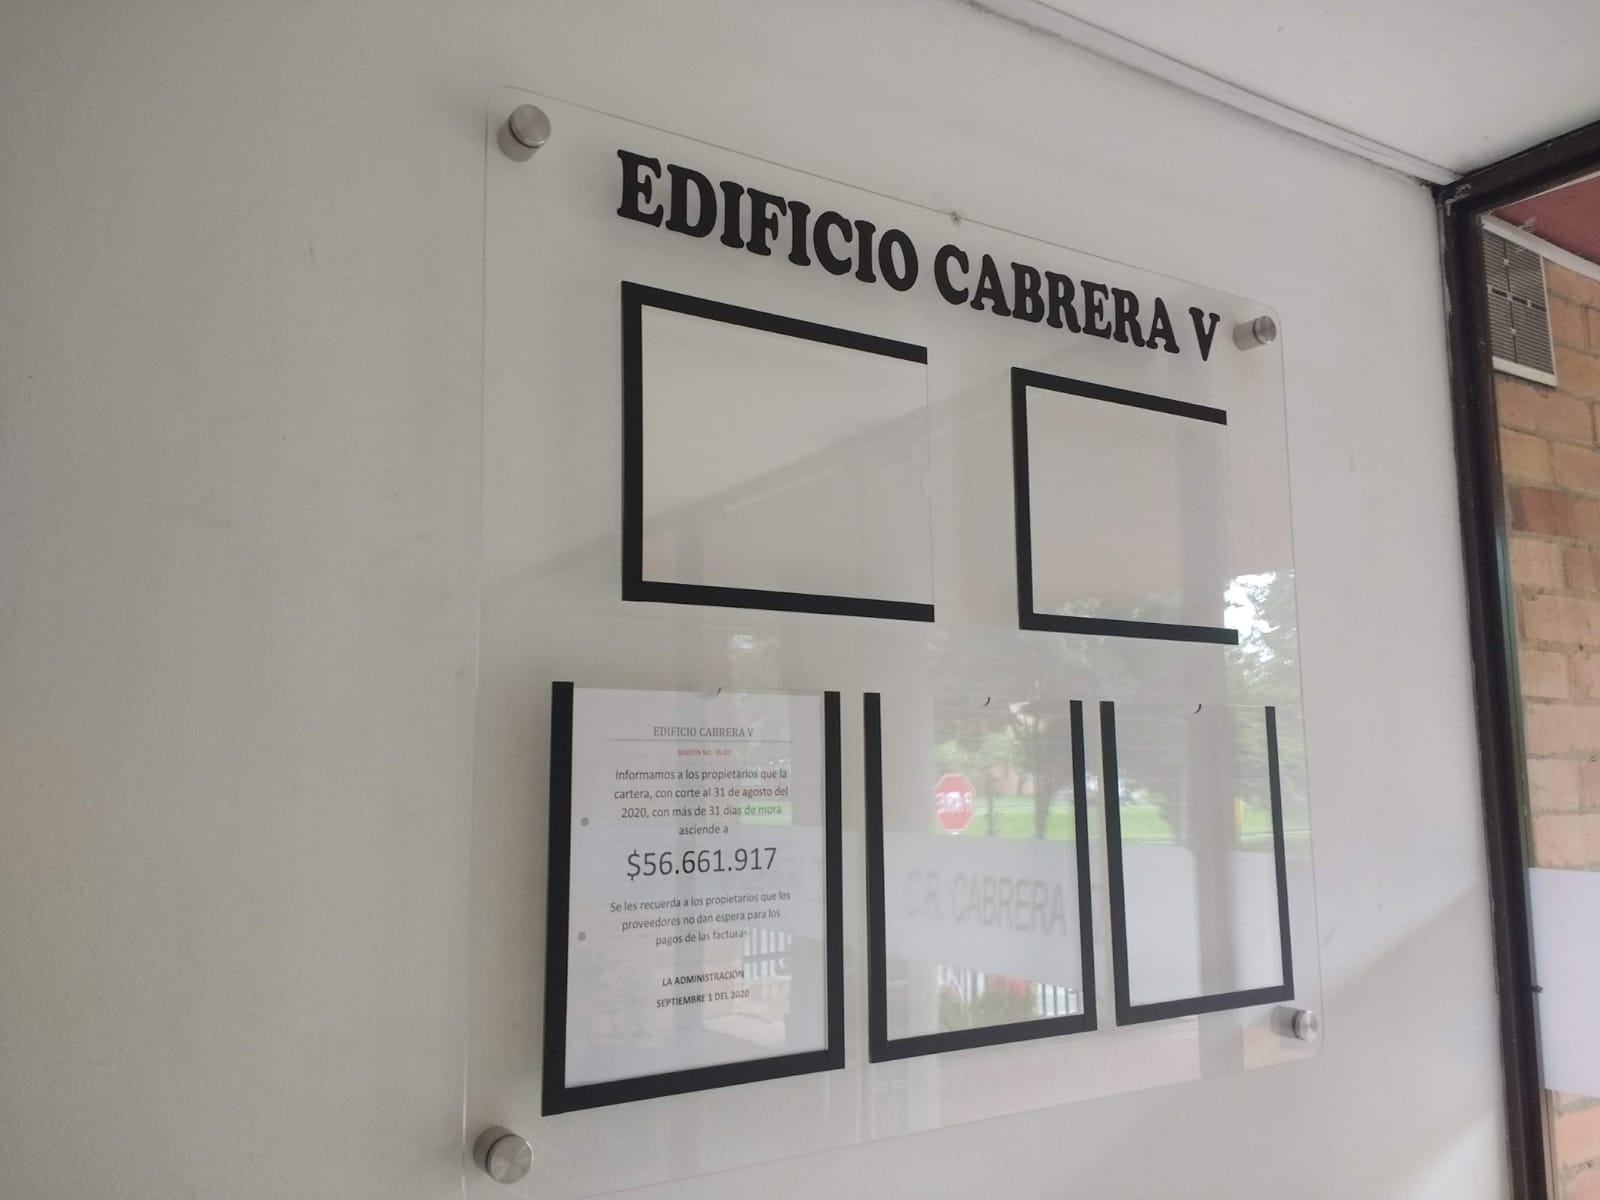 EDIFICIO CABRERA V
EDIFICIO CABRERA V
BOLETÍN NO.
Informamos a los propietarios que la
cartera, con corte al 31 de agosto del
2020, con más de 31 días de mora
asciende a
$56.661.917
Se les recuerda a los propietarios que los
proveedores no dan espera para los
pagos de las facturas
LA ADMINISTRACIÓN
SEPTIEMBRE 1 DEL 2020
C.R. CABRERA